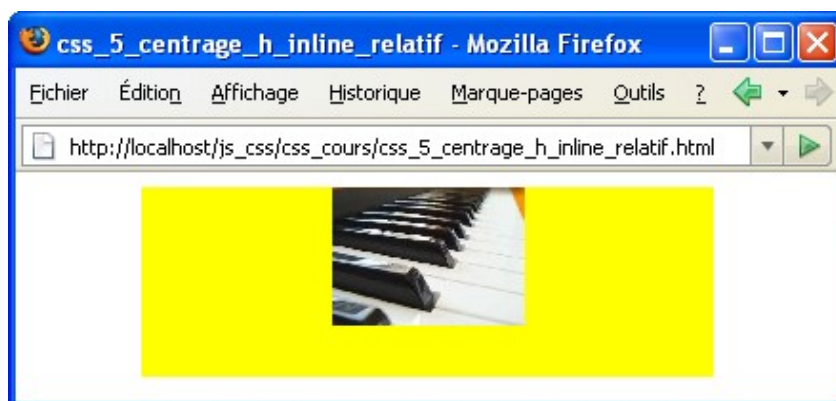 css_5_centrage_h_inline_relatif - Mozilla Firefox
Fichier Édition Affichage Historique Marque-pages Outils ?
http://localhost/js_css/css_cours/css_5_centrage_h_inline_relatif.html